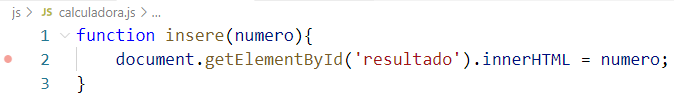 js > JS calculadora.js > ...
1 function insere(numero){
2 document.getElementById('resultado').innerHTML = numero;
3 }